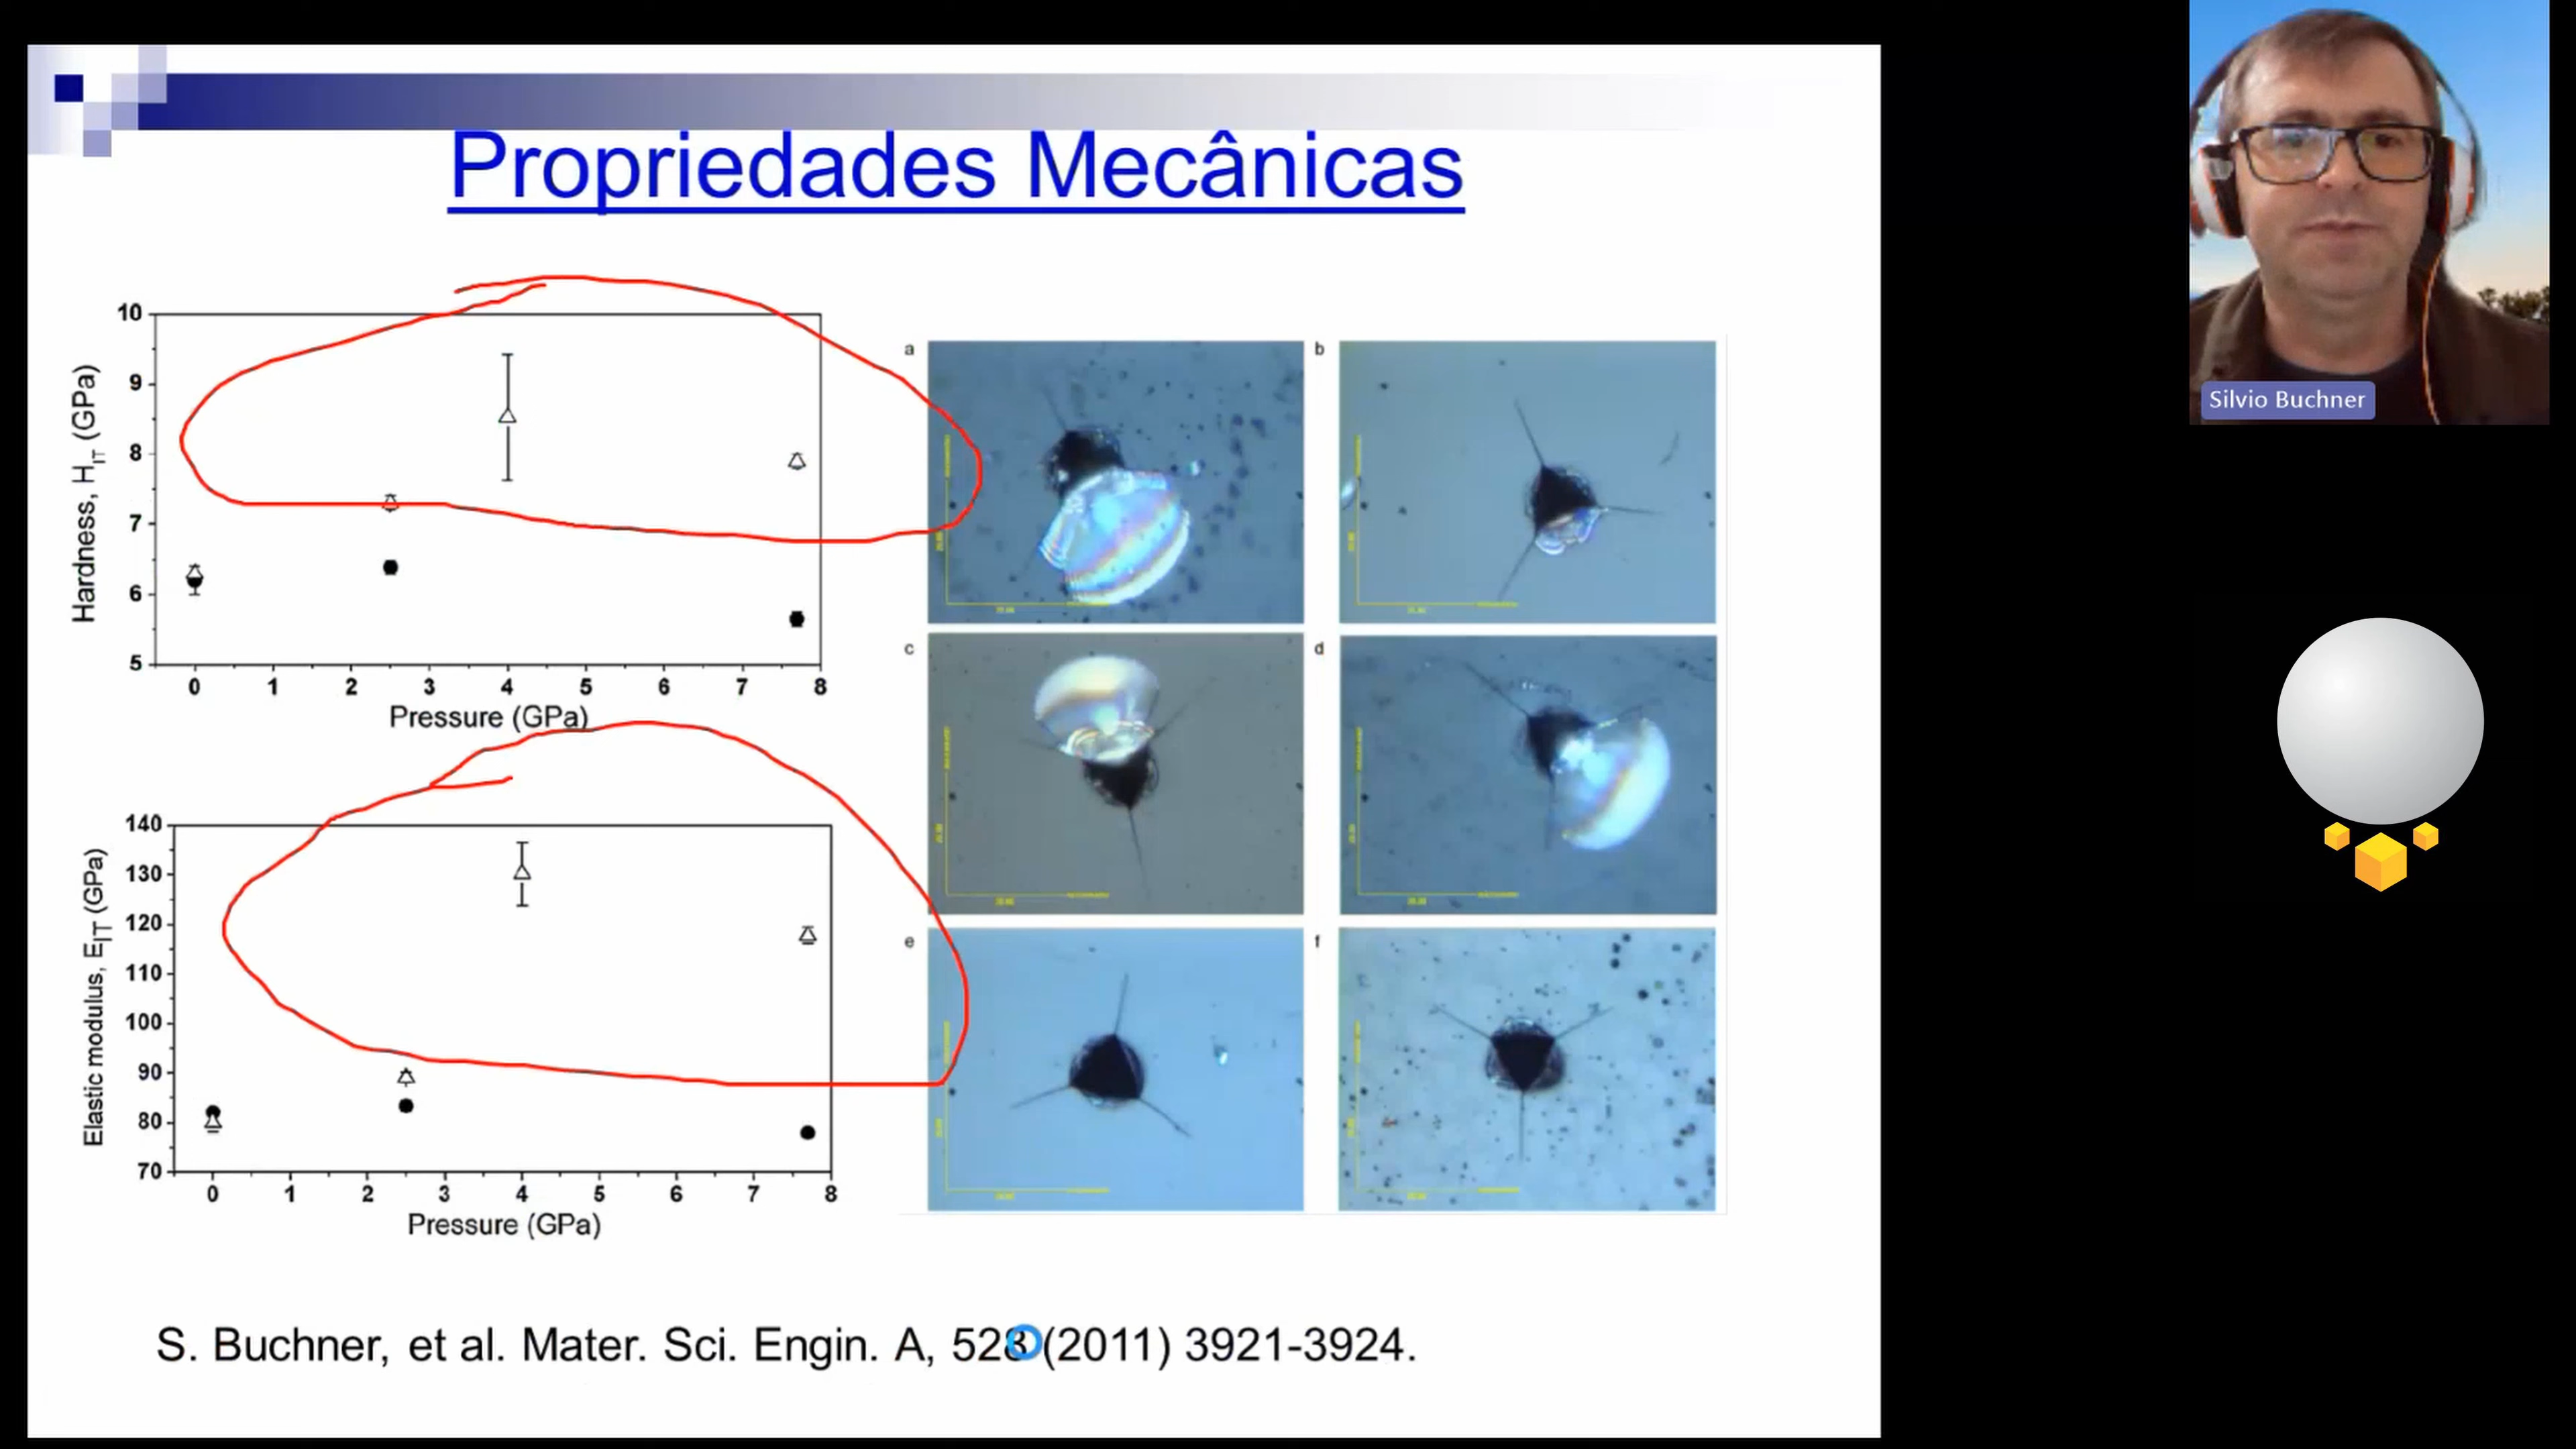 Propriedades Mecânicas
Hardness, H_IT (GPa)
10
9
8
7
6
5
0 1 2 3 4 5 6 7 8
Pressure (GPa)
Elastic modulus, E_IT (GPa)
140
130
120
110
100
90
80
70
0 1 2 3 4 5 6 7 8
Pressure (GPa)
a
b
c
d
e
f
S. Buchner, et al. Mater. Sci. Engin. A, 528 (2011) 3921-3924.
Silvio Buchner